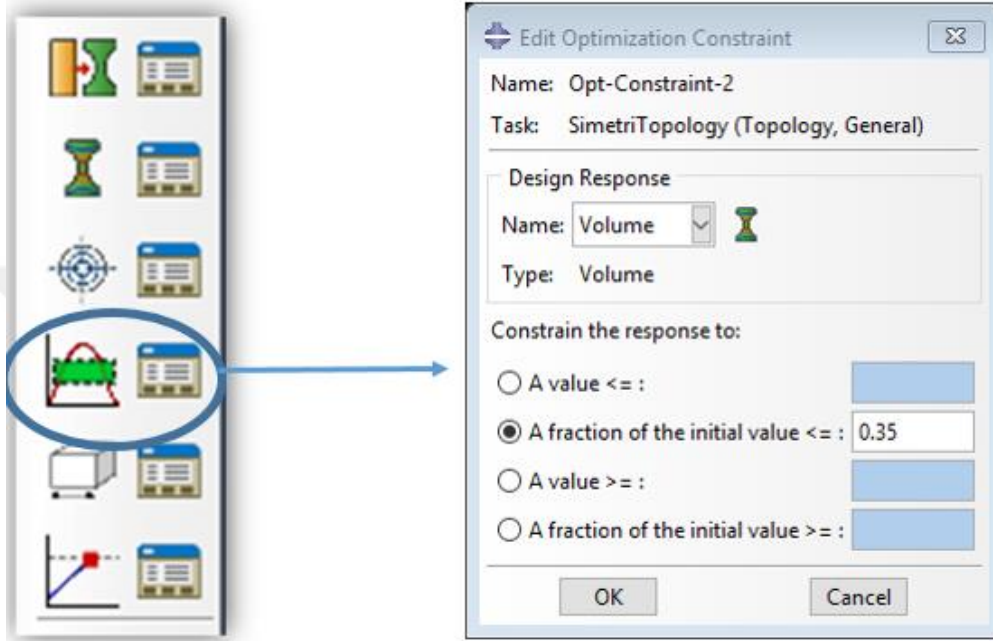 Edit Optimization Constraint
Name: Opt-Constraint-2
Task: SimetriTopology (Topology, General)
Design Response
Name: Volume
Type: Volume
Constrain the response to:
A value <= :
A fraction of the initial value <= : 0.35
A value >= :
A fraction of the initial value >= :
OK Cancel